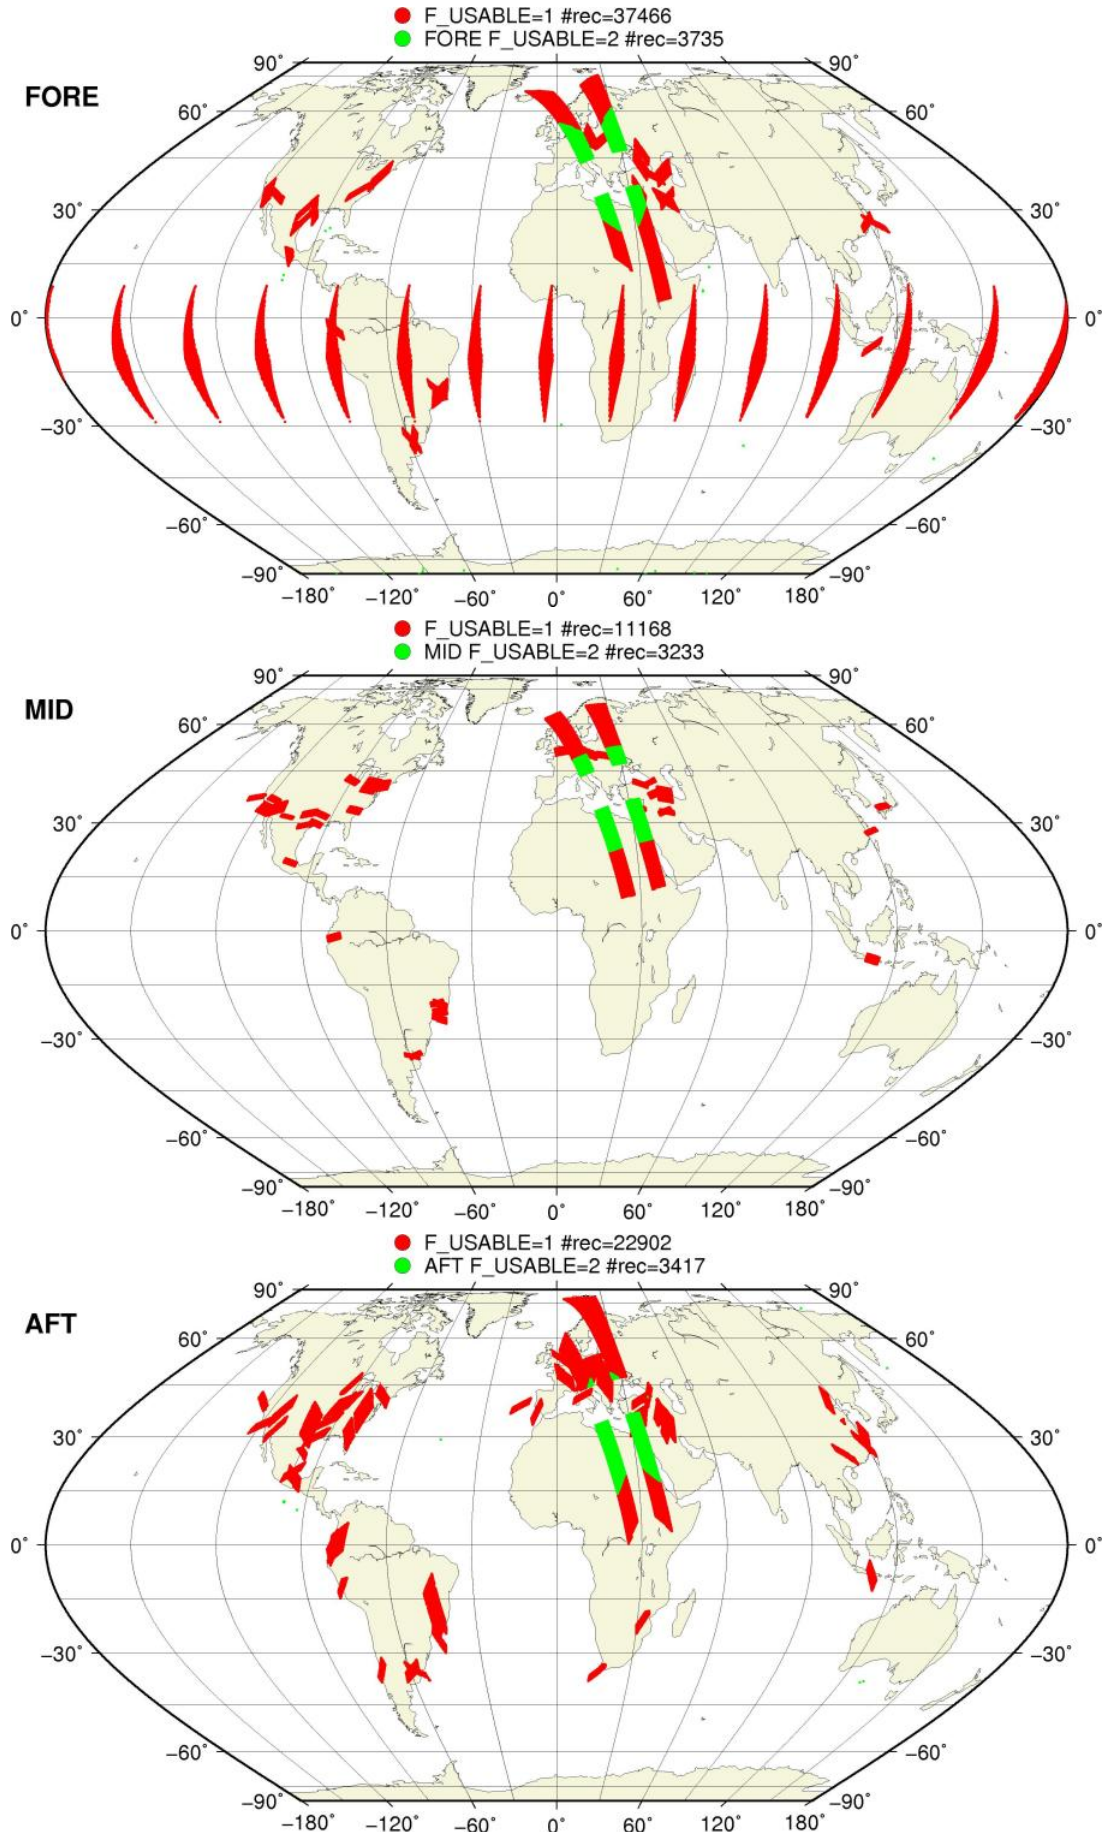 F_USABLE=1 #rec=37466
FORE F_USABLE=2 #rec=3735
FORE
90° 90°
60° 60°
30° 30°
0° 0°
−30° −30°
−60° −60°
−90° −90°
−180° −120° −60° 0° 60° 120° 180°
F_USABLE=1 #rec=11168
MID F_USABLE=2 #rec=3233
MID
90° 90°
60° 60°
30° 30°
0° 0°
−30° −30°
−60° −60°
−90° −90°
−180° −120° −60° 0° 60° 120° 180°
F_USABLE=1 #rec=22902
AFT F_USABLE=2 #rec=3417
AFT
90° 90°
60° 60°
30° 30°
0° 0°
−30° −30°
−60° −60°
−90° −90°
−180° −120° −60° 0° 60° 120° 180°